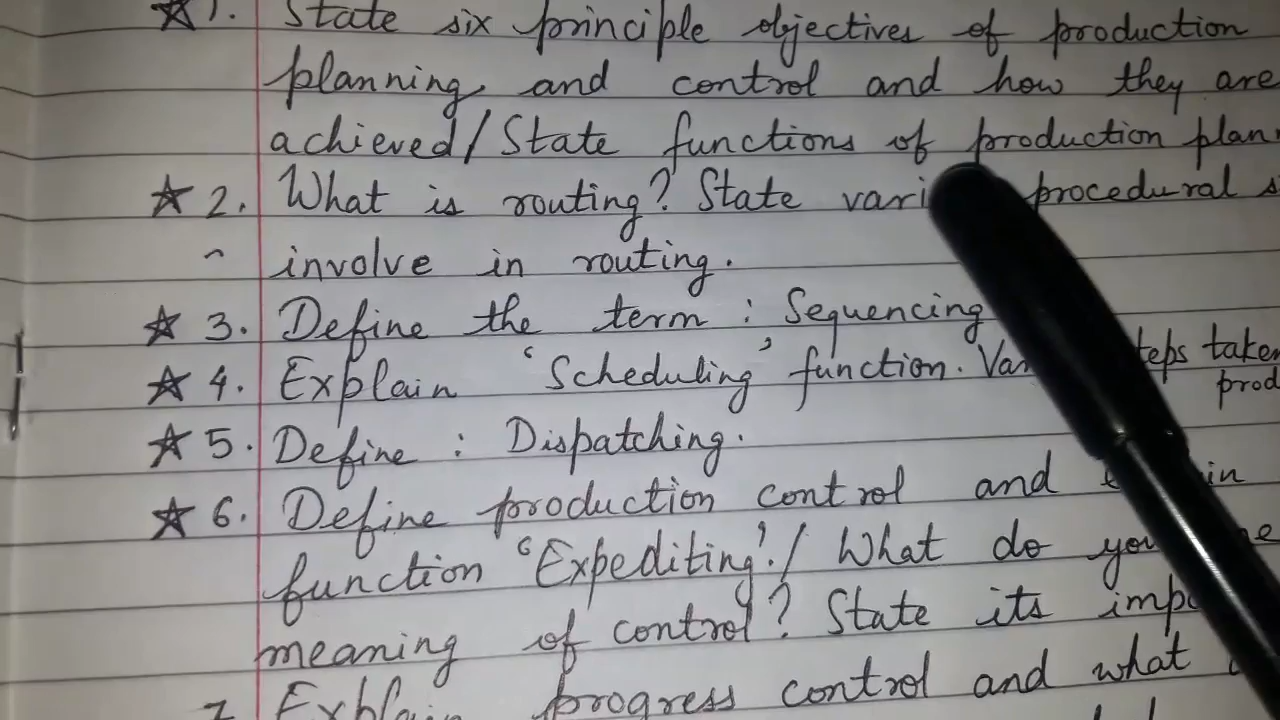 1. State six principle objectives of production
planning and control and how they are
achieved/State functions of production plan
2. What is routing? State vari procedural s
involve in routing.
3. Define the term : Sequencing
4. Explain 'Scheduling' function. Va teps taken
prod
5. Define : Dispatching.
6. Define production control and in
function 'Expediting'./ What do you
meaning of control? State its imp
7. Explain progress control and what